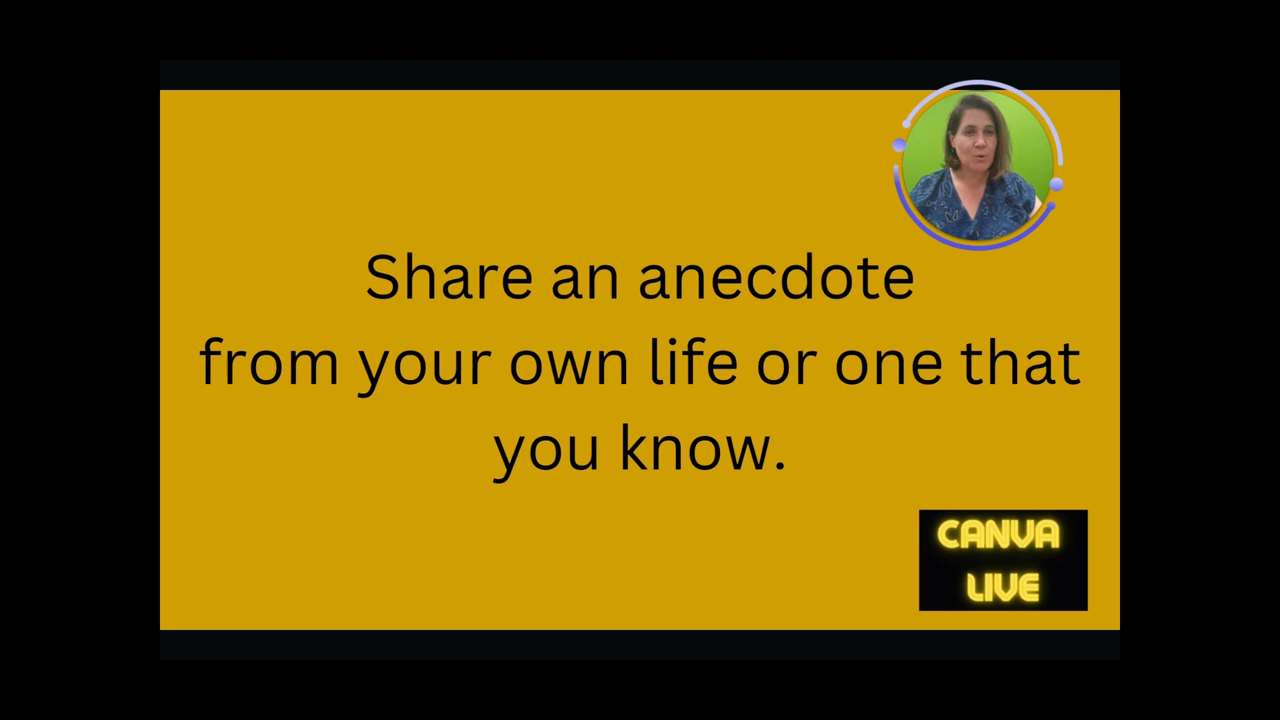 Share an anecdote
from your own life or one that
you know.
CANVA
LIVE